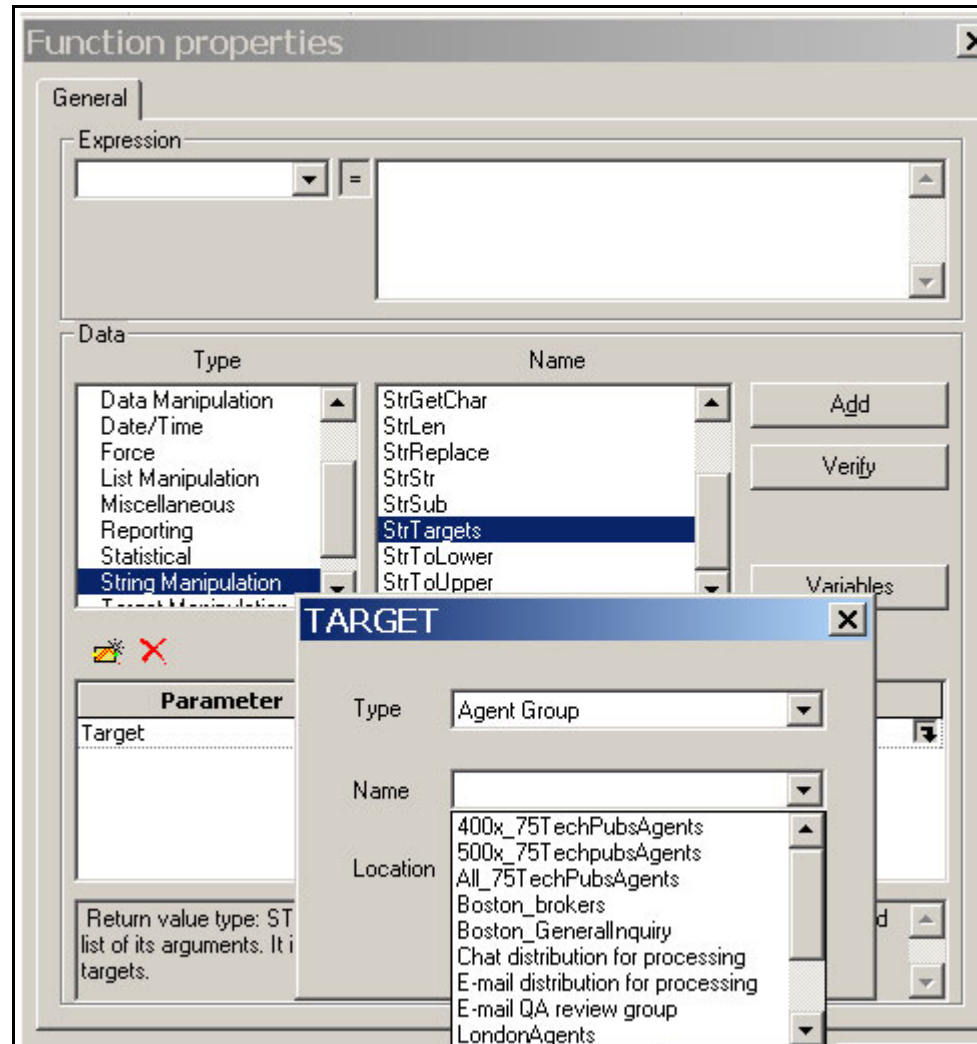 Function properties
General
Expression
=
Data
Type
Name
Data Manipulation
Date/Time
Force
List Manipulation
Miscellaneous
Reporting
Statistical
String Manipulation
Target Manipulation
StrGetChar
StrLen
StrReplace
StrStr
StrSub
StrTargets
StrToLower
StrToUpper
Add
Verify
Variables
Parameter
Target
Return value type: ST
list of its arguments. It i
targets.
d
TARGET
Type
Agent Group
Name
Location
400x_75TechPubsAgents
500x_75TechpubsAgents
All_75TechPubsAgents
Boston_brokers
Boston_GeneralInquiry
Chat distribution for processing
E-mail distribution for processing
E-mail QA review group
LondonAgents